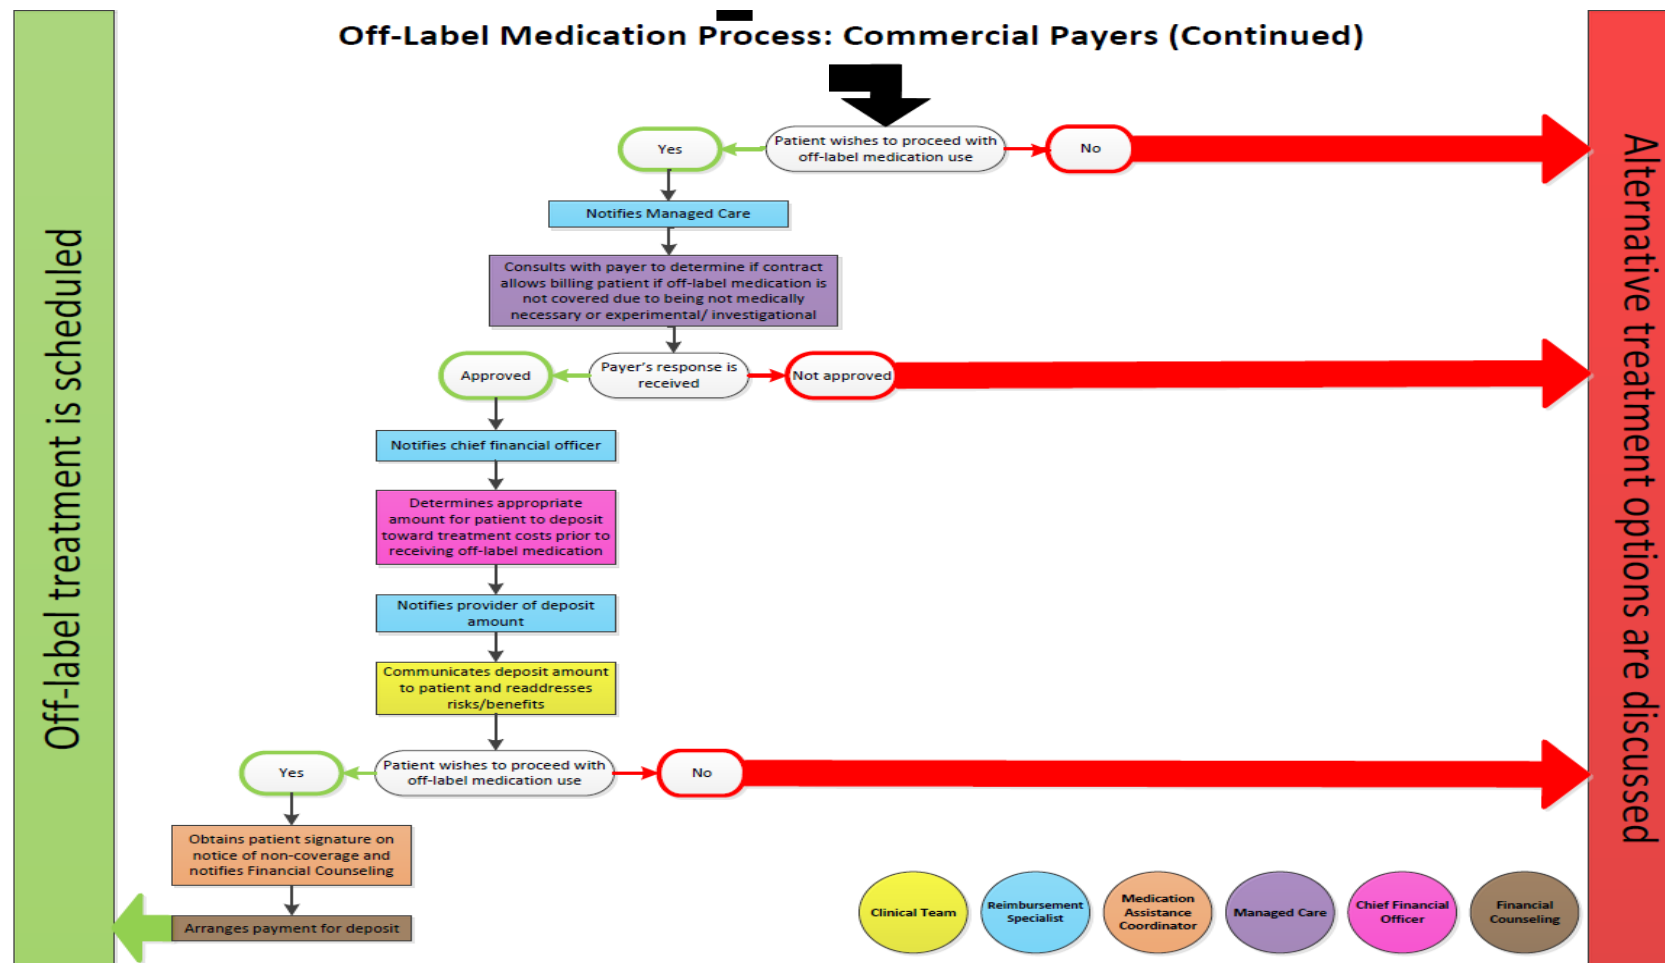 Off-Label Medication Process: Commercial Payers (Continued)
Off-label treatment is scheduled
Alternative treatment options are discussed
Patient wishes to proceed with
off-label medication use
Yes
No
Notifies Managed Care
Consults with payer to determine if contract
allows billing patient if off-label medication is
not covered due to being not medically
necessary or experimental/ investigational
Payer's response is
received
Approved
Not approved
Notifies chief financial officer
Determines appropriate
amount for patient to deposit
toward treatment costs prior to
receiving off-label medication
Notifies provider of deposit
amount
Communicates deposit amount
to patient and readdresses
risks/benefits
Patient wishes to proceed with
off-label medication use
Yes
No
Obtains patient signature on
notice of non-coverage and
notifies Financial Counseling
Arranges payment for deposit
Clinical Team
Reimbursement
Specialist
Medication
Assistance
Coordinator
Managed Care
Chief Financial
Officer
Financial
Counseling